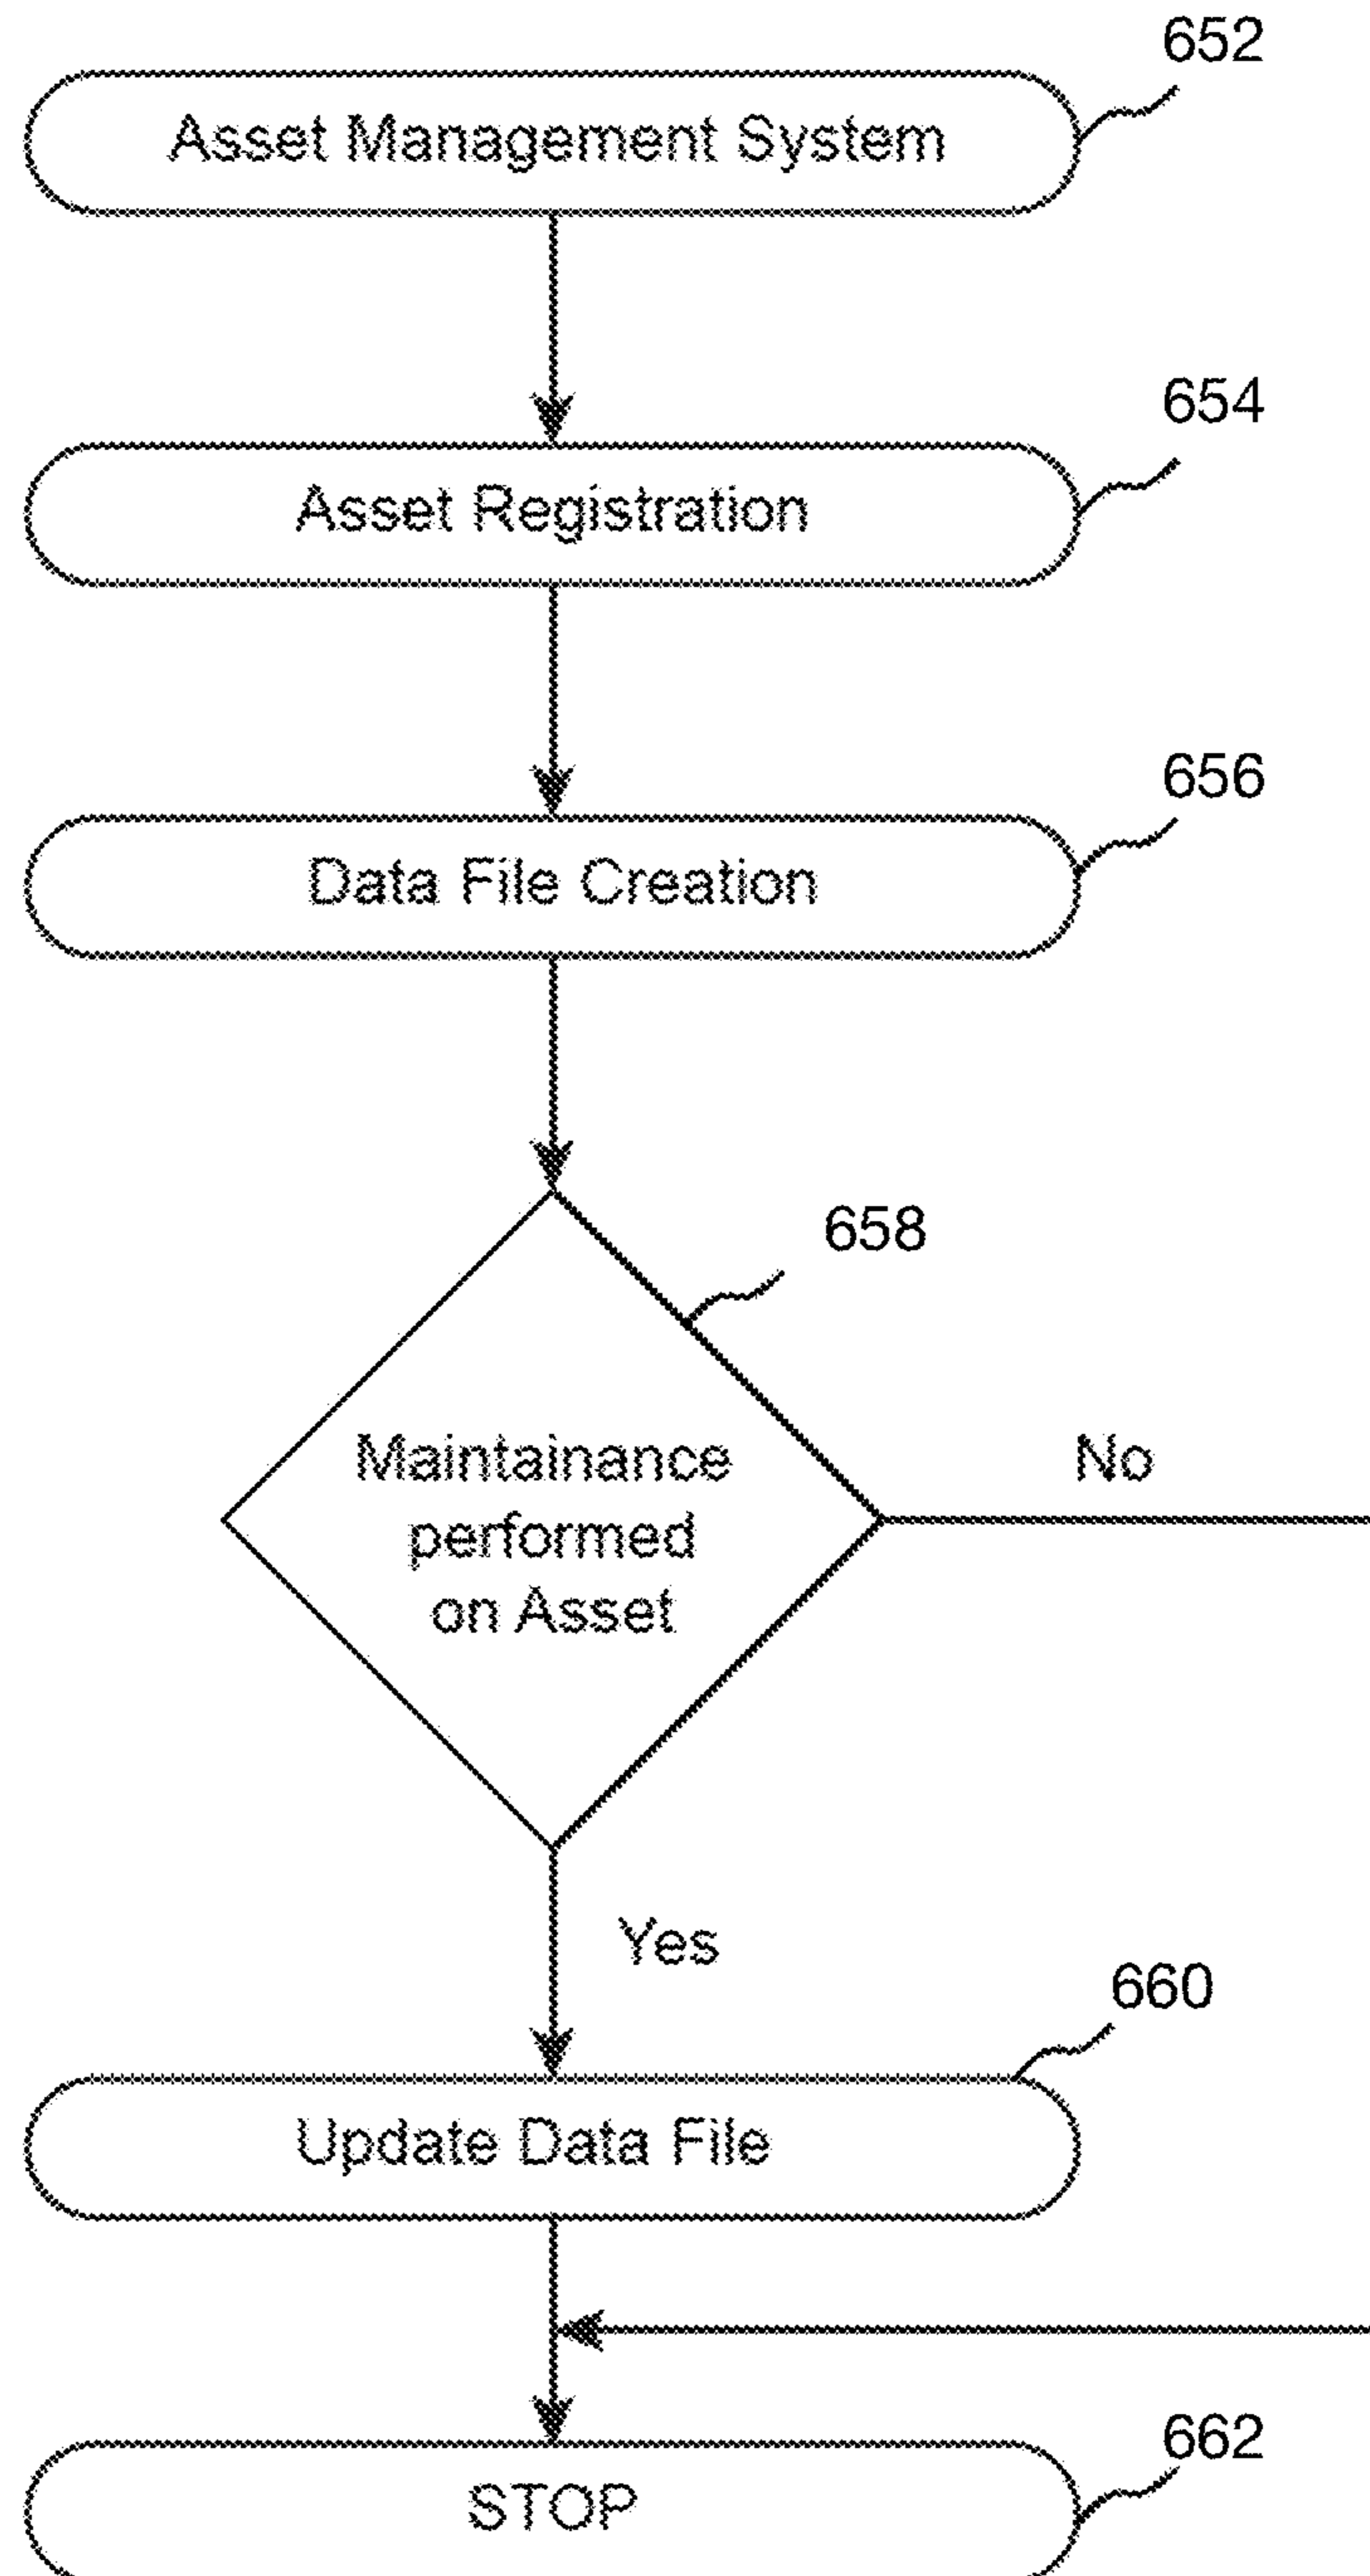 652
Asset Management System
654
Asset Registration
656
Data File Creation
658
Maintainance
performed
on Asset
No
Yes
660
Update Data File
662
STOP